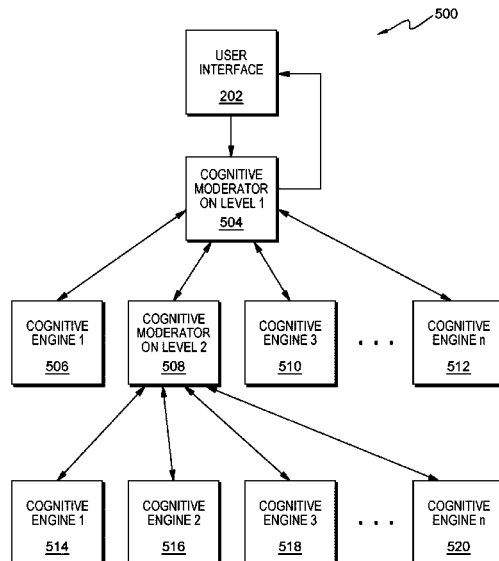 500
USER
INTERFACE
202
COGNITIVE
MODERATOR
ON LEVEL 1
504
COGNITIVE
ENGINE 1
506
COGNITIVE
MODERATOR
ON LEVEL 2
508
COGNITIVE
ENGINE 3
510
. . .
COGNITIVE
ENGINE n
512
COGNITIVE
ENGINE 1
514
COGNITIVE
ENGINE 2
516
COGNITIVE
ENGINE 3
518
. . .
COGNITIVE
ENGINE n
520